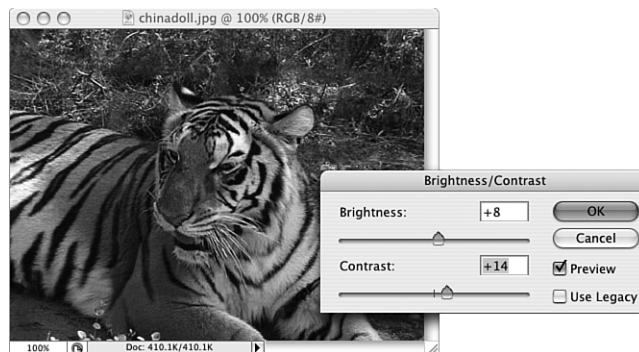 chinadoll.jpg @ 100% (RGB/8#)
Brightness/Contrast
Brightness:
+8
OK
Cancel
Contrast:
+14
Preview
Use Legacy
100%
Doc: 410.1K/410.1K